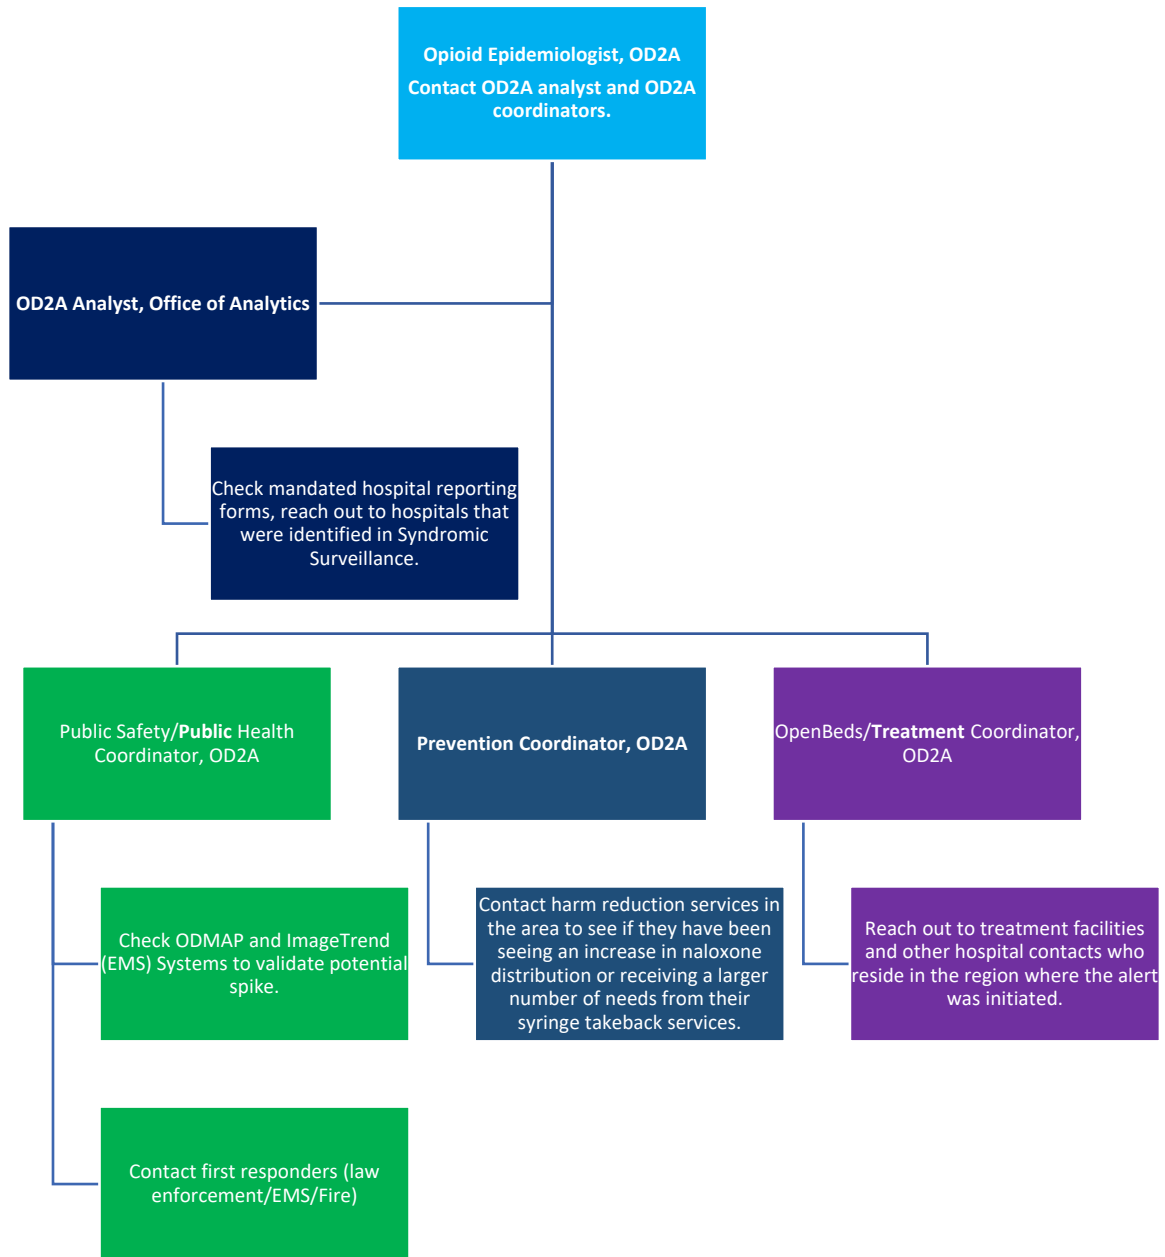 Opioid Epidemiologist, OD2A
Contact OD2A analyst and OD2A
coordinators.
OD2A Analyst, Office of Analytics
Check mandated hospital reporting
forms, reach out to hospitals that
were identified in Syndromic
Surveillance.
Public Safety/Public Health
Coordinator, OD2A
Prevention Coordinator, OD2A
OpenBeds/Treatment Coordinator,
OD2A
Check ODMAP and ImageTrend
(EMS) Systems to validate potential
spike.
Contact harm reduction services in
the area to see if they have been
seeing an increase in naloxone
distribution or receiving a larger
number of needs from their
syringe takeback services.
Reach out to treatment facilities
and other hospital contacts who
reside in the region where the alert
was initiated.
Contact first responders (law
enforcement/EMS/Fire)